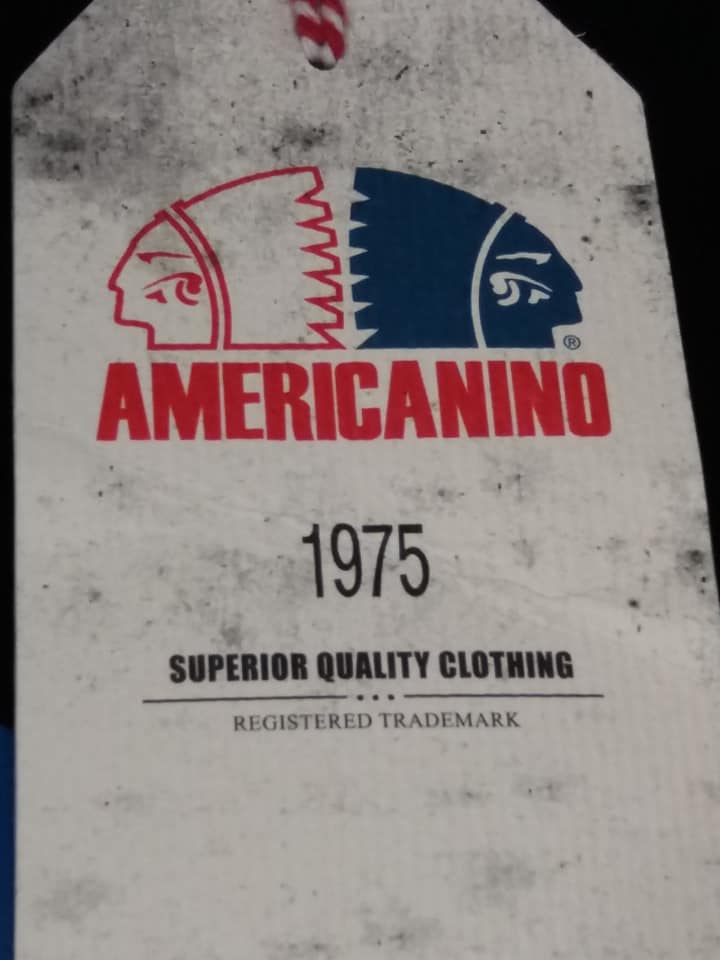 ®
AMERICANINO
1975
SUPERIOR QUALITY CLOTHING
REGISTERED TRADEMARK